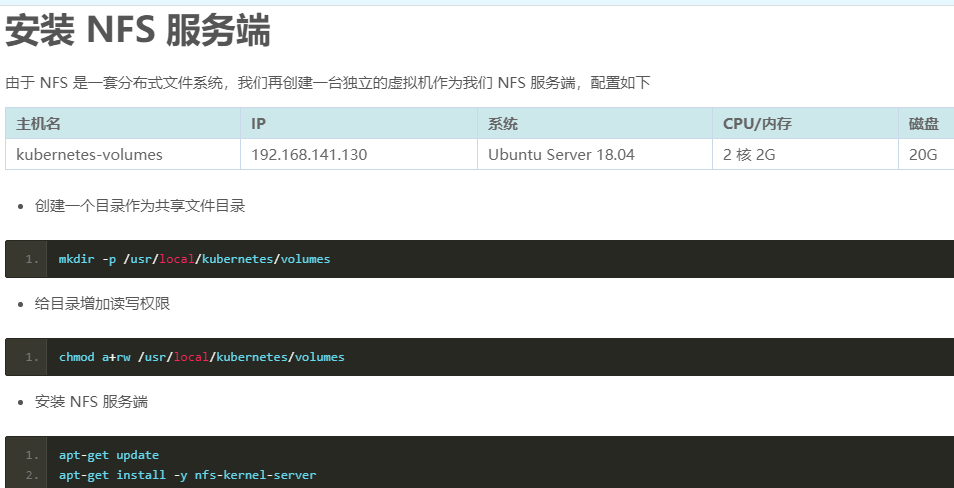 安装 NFS 服务端
由于 NFS 是一套分布式文件系统，我们再创建一台独立的虚拟机作为我们 NFS 服务端，配置如下
主机名 IP 系统 CPU/内存 磁盘
kubernetes-volumes 192.168.141.130 Ubuntu Server 18.04 2 核 2G 20G
• 创建一个目录作为共享文件目录
1. mkdir -p /usr/local/kubernetes/volumes
• 给目录增加读写权限
1. chmod a+rw /usr/local/kubernetes/volumes
• 安装 NFS 服务端
1. apt-get update
2. apt-get install -y nfs-kernel-server